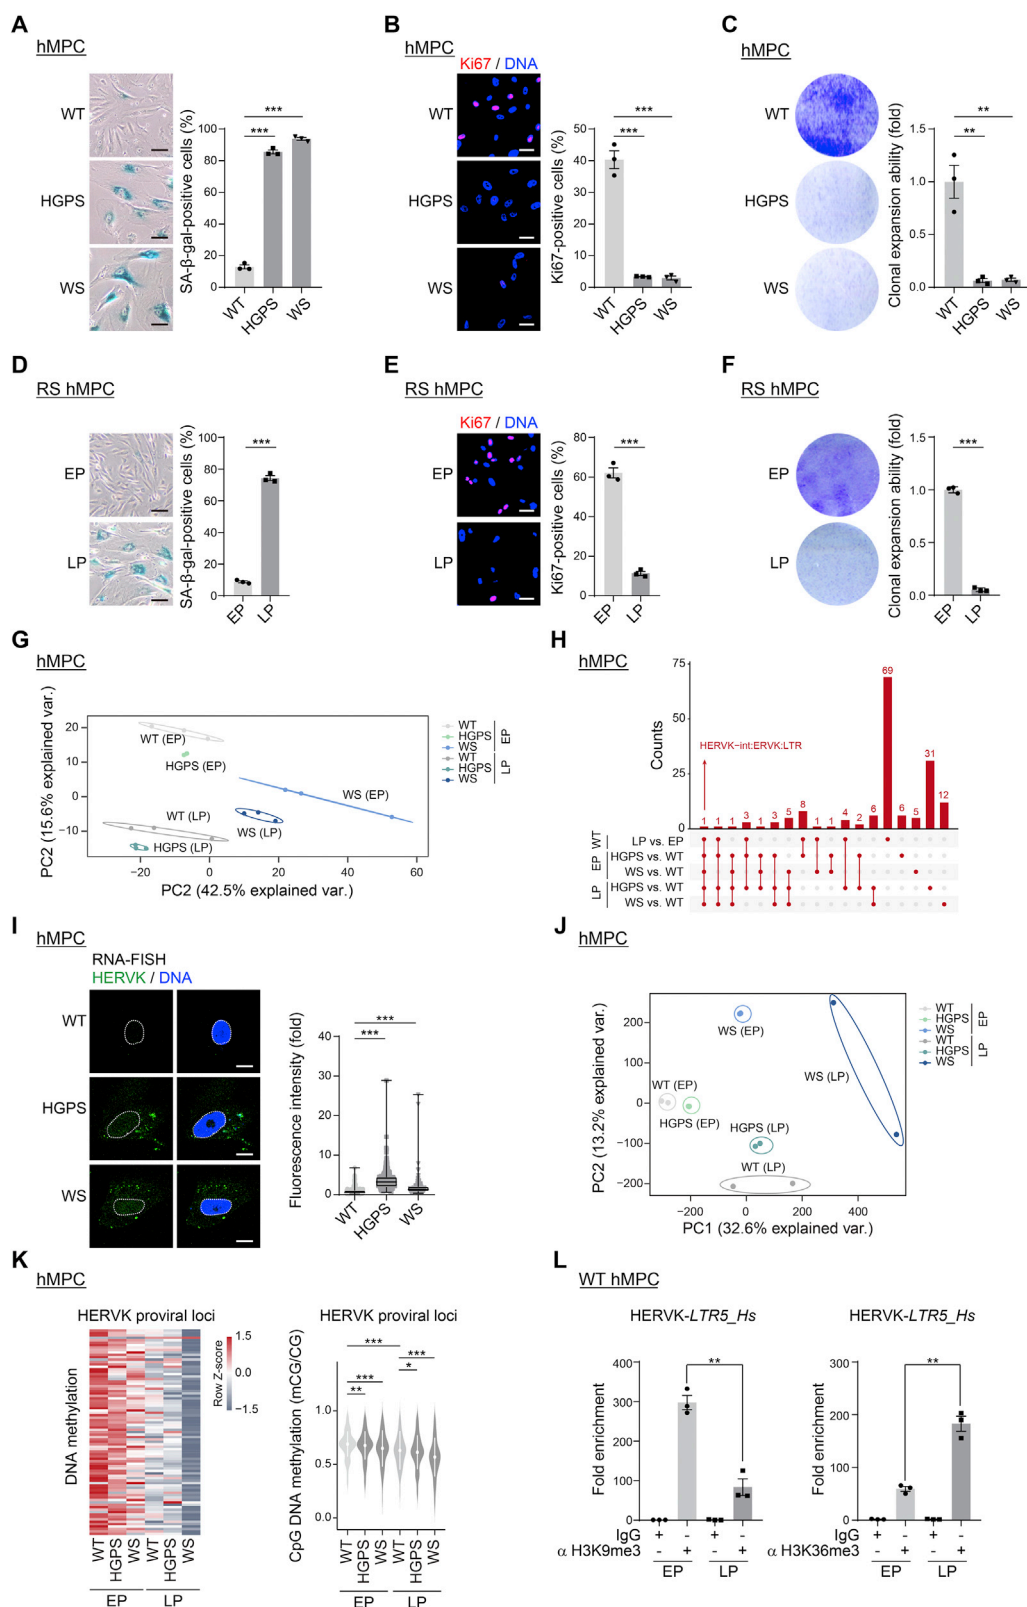 A
hMPC
WT
HGPS
WS
SA-β-gal-positive cells (%)
100
80
60
40
20
0
***
***
WT
HGPS
WS
B
hMPC
Ki67 / DNA
WT
HGPS
WS
Ki67-positive cells (%)
50
40
30
20
10
0
***
***
WT
HGPS
WS
C
hMPC
WT
HGPS
WS
Clonal expansion ability (fold)
1.5
1.0
0.5
0.0
**
**
WT
HGPS
WS
D
RS hMPC
EP
LP
SA-β-gal-positive cells (%)
100
80
60
40
20
0
***
EP
LP
E
RS hMPC
Ki67 / DNA
EP
LP
Ki67-positive cells (%)
80
60
40
20
0
***
EP
LP
F
RS hMPC
EP
LP
Clonal expansion ability (fold)
1.5
1.0
0.5
0.0
***
EP
LP
G
hMPC
PC2 (15.6% explained var.)
20
10
0
−10
WT (EP)
HGPS (EP)
WS (EP)
WT (LP)
WS (LP)
HGPS (LP)
−20
0
20
40
60
PC2 (42.5% explained var.)
WT
HGPS
WS
EP
WT
HGPS
WS
LP
H
hMPC
Counts
75
50
25
0
HERVK−int:ERVK:LTR
1 1 1 3 1 3 5 8 1 1 4 2 6 69 6 5 31 12
WT
LP vs. EP
EP
HGPS vs. WT
WS vs. WT
LP
HGPS vs. WT
WS vs. WT
I
hMPC
RNA-FISH
HERVK / DNA
WT
HGPS
WS
Fluorescence intensity (fold)
40
30
20
10
0
***
***
WT
HGPS
WS
J
hMPC
PC2 (13.2% explained var.)
200
100
0
−100
−200
WS (EP)
WT (EP)
HGPS (EP)
WS (LP)
HGPS (LP)
WT (LP)
−200
0
200
400
PC1 (32.6% explained var.)
WT
HGPS
WS
EP
WT
HGPS
WS
LP
K
hMPC
HERVK proviral loci
DNA methylation
1.5
0.0
−1.5
Row Z-score
WT
HGPS
WS
WT
HGPS
WS
EP
LP
HERVK proviral loci
CpG DNA methylation (mCG/CG)
1.0
0.5
0.0
***
***
***
**
*
WT
HGPS
WS
WT
HGPS
WS
EP
LP
L
WT hMPC
HERVK-LTR5_Hs
Fold enrichment
400
300
200
100
0
**
IgG + - + -
α H3K9me3 - + - +
EP
LP
HERVK-LTR5_Hs
Fold enrichment
300
200
100
0
**
IgG + - + -
α H3K36me3 - + - +
EP
LP